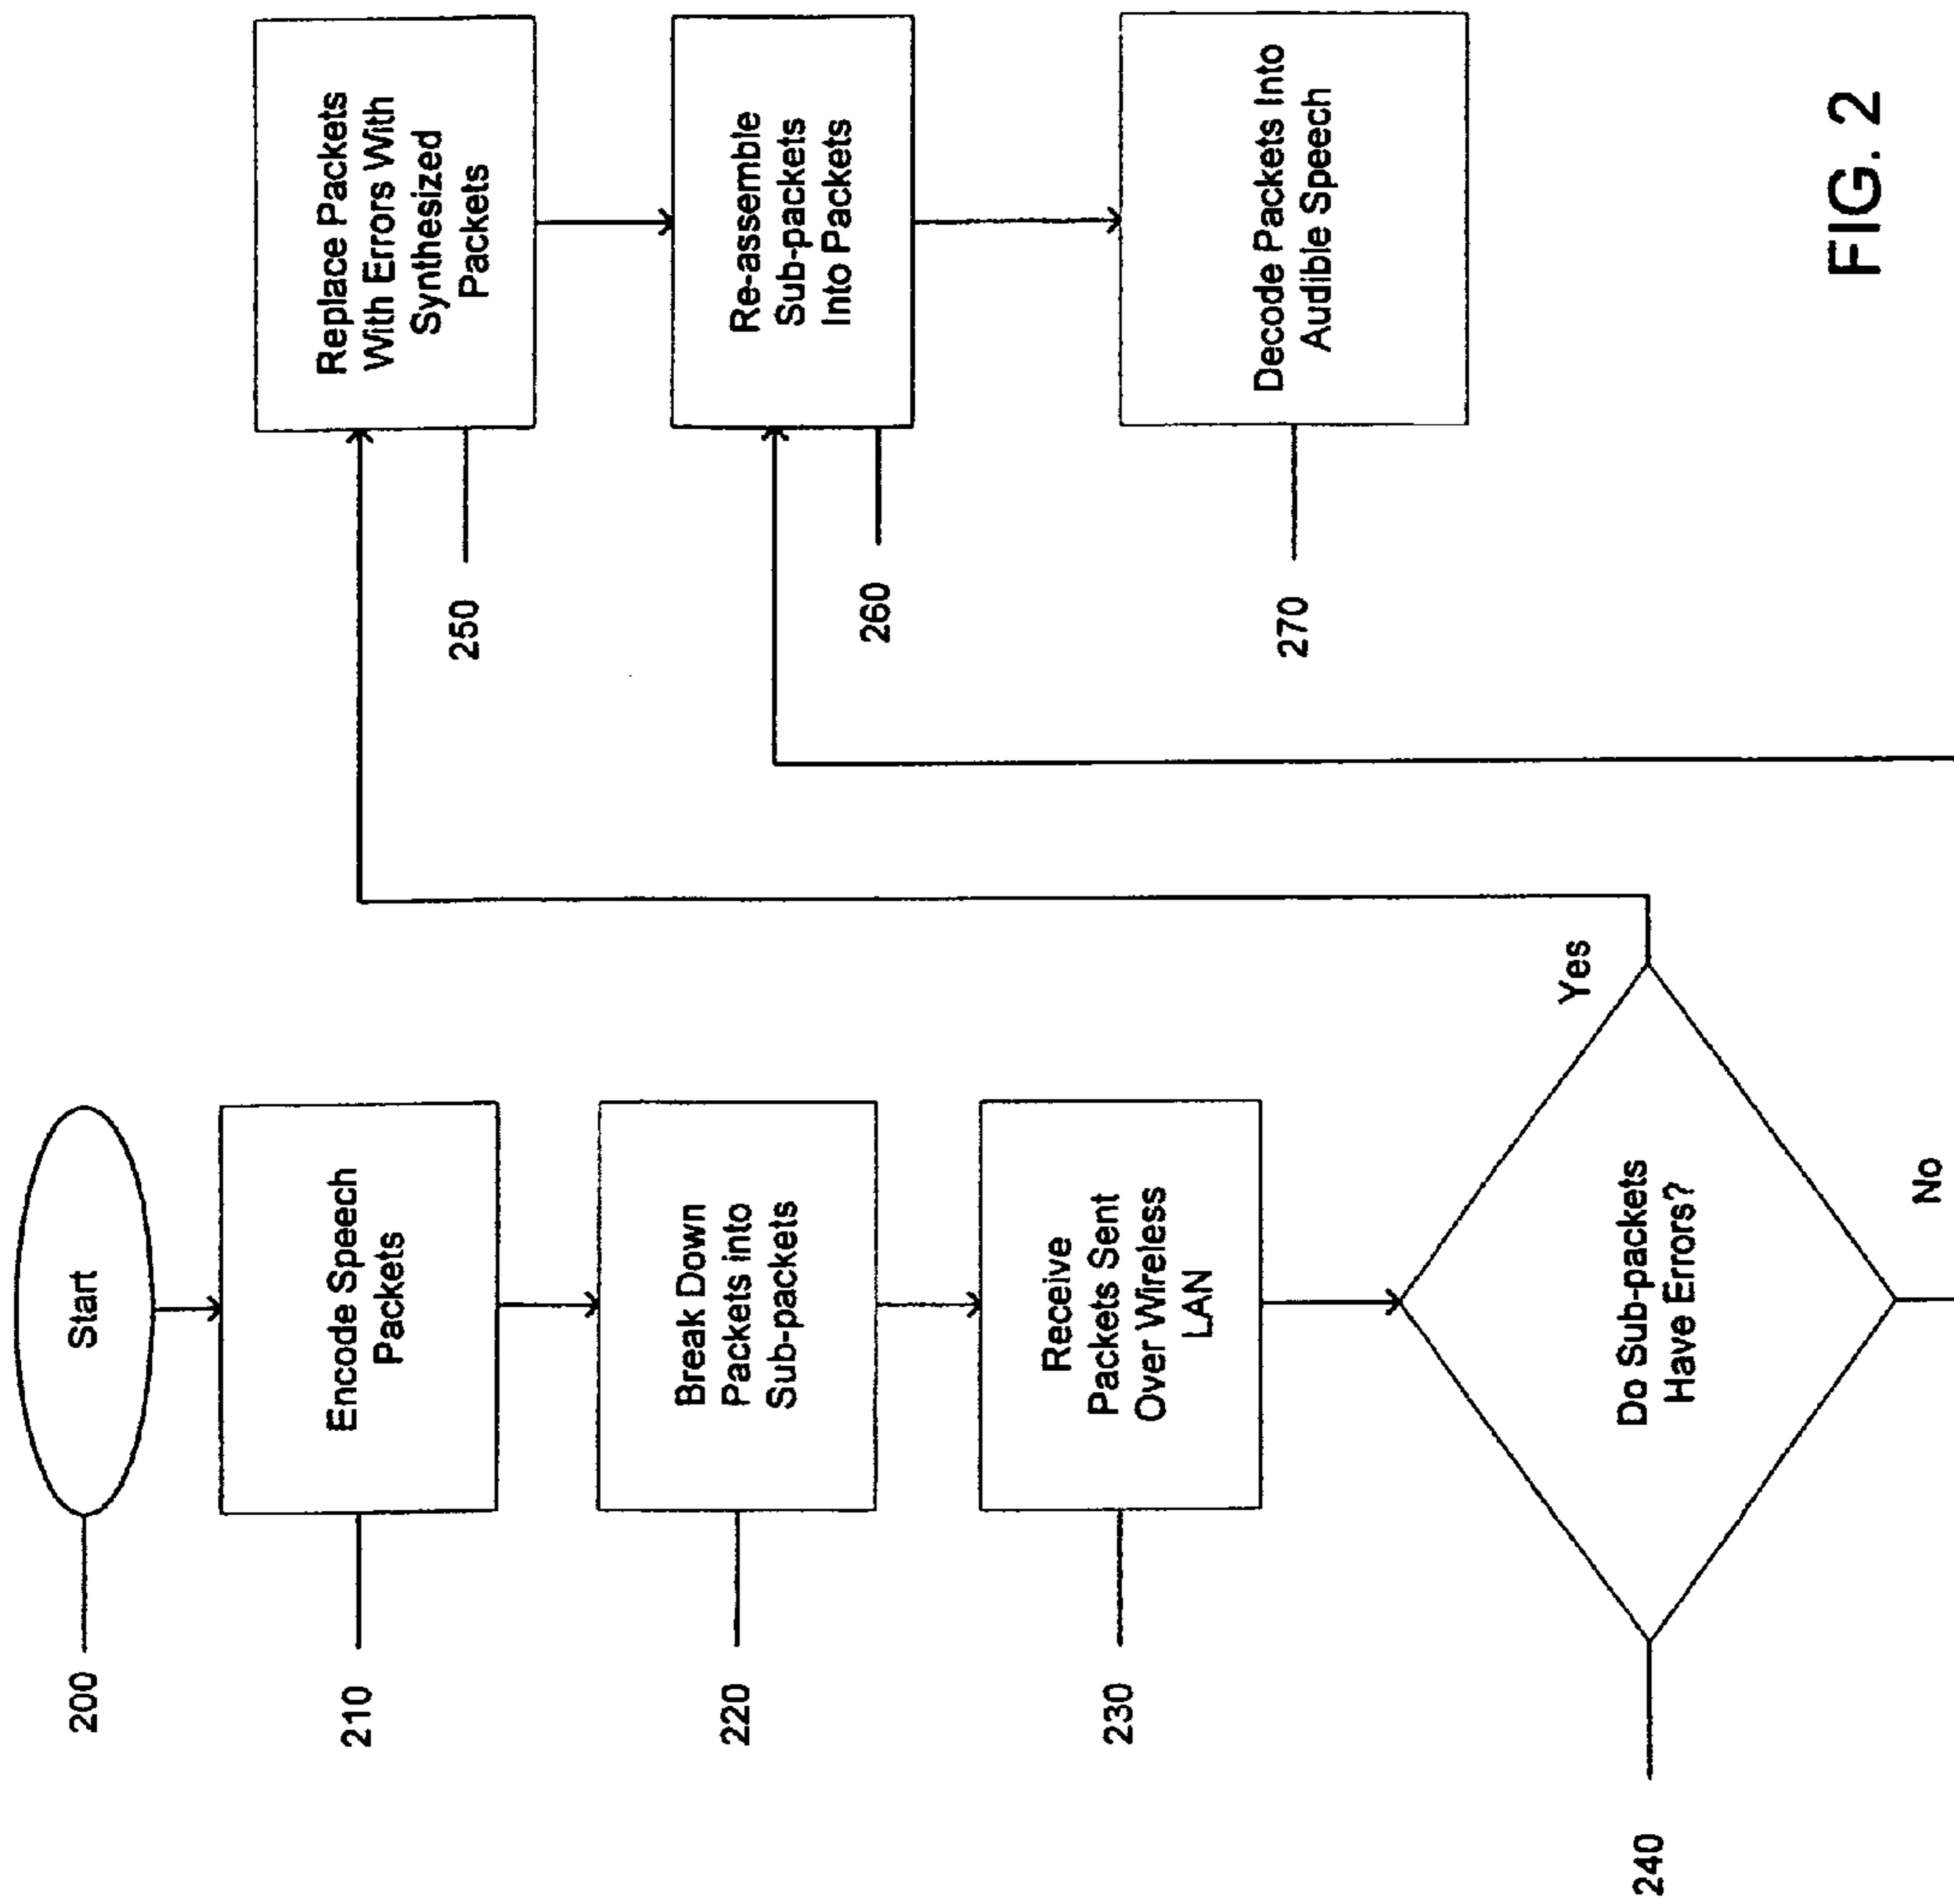 200
Start
210
Encode Speech
Packets
220
Break Down
Packets into
Sub-packets
230
Receive
Packets Sent
Over Wireless
LAN
240
Do Sub-packets
Have Errors?
Yes
No
250
Replace Packets
With Errors With
Synthesized
Packets
260
Re-assemble
Sub-packets
Into Packets
270
Decode Packets Into
Audible Speech
FIG. 2